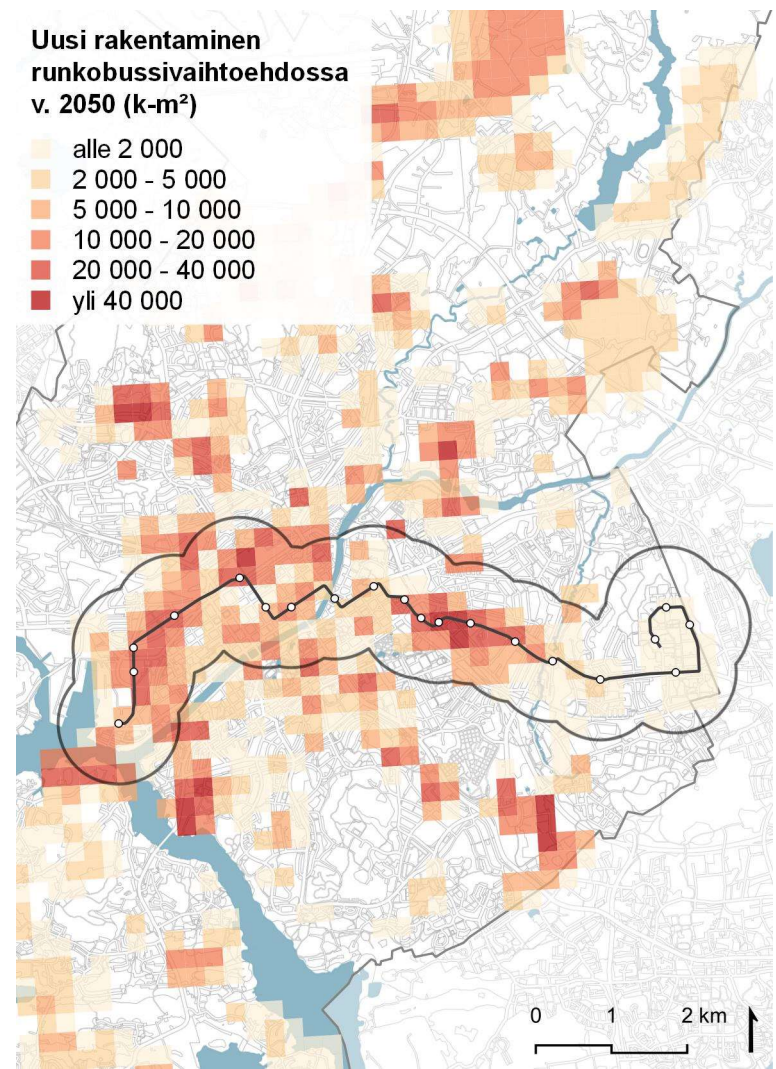 Uusi rakentaminen
runkobussivaihtoehdossa
v. 2050 (k-m²)
alle 2 000
2 000 - 5 000
5 000 - 10 000
10 000 - 20 000
20 000 - 40 000
yli 40 000
0 1 2 km